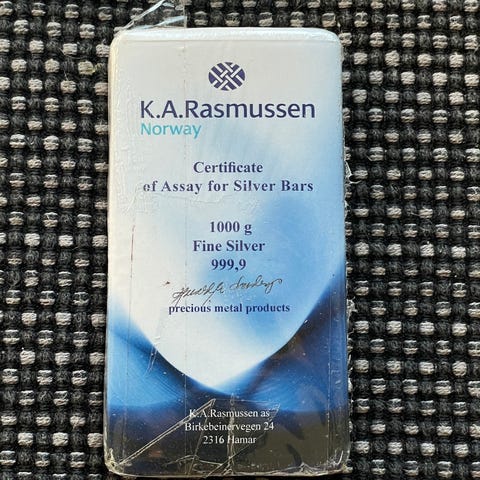 K.A.Rasmussen
Norway
Certificate
of Assay for Silver Bars
1000 g
Fine Silver
999,9
precious metal products
K.A.Rasmussen as
Birkebeinervegen 24
2316 Hamar